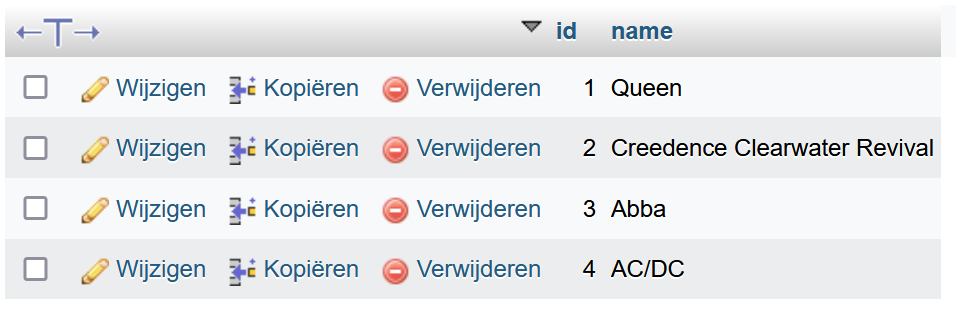 ←T→ id name
Wijzigen Kopiëren Verwijderen 1 Queen
Wijzigen Kopiëren Verwijderen 2 Creedence Clearwater Revival
Wijzigen Kopiëren Verwijderen 3 Abba
Wijzigen Kopiëren Verwijderen 4 AC/DC